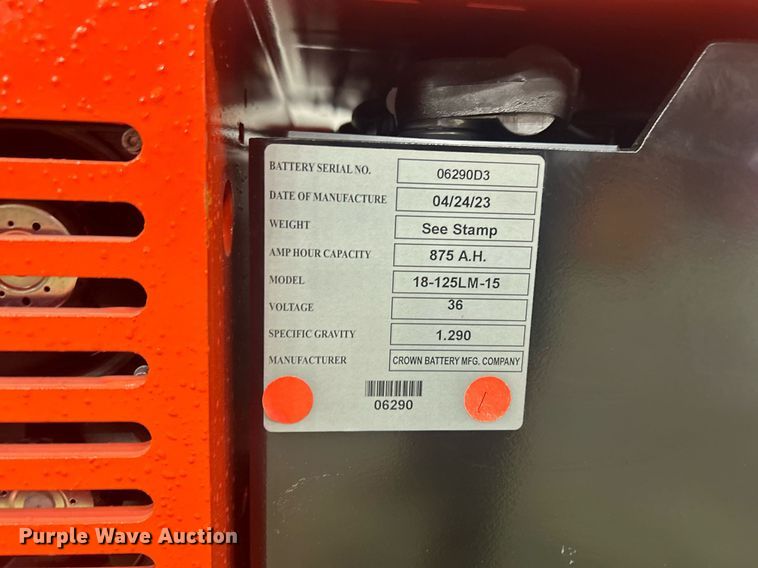 BATTERY SERIAL NO. 06290D3
DATE OF MANUFACTURE 04/24/23
WEIGHT See Stamp
AMP HOUR CAPACITY 875 A.H.
MODEL 18-125LM-15
VOLTAGE 36
SPECIFIC GRAVITY 1.290
MANUFACTURER CROWN BATTERY MFG. COMPANY
06290
Purple Wave Auction